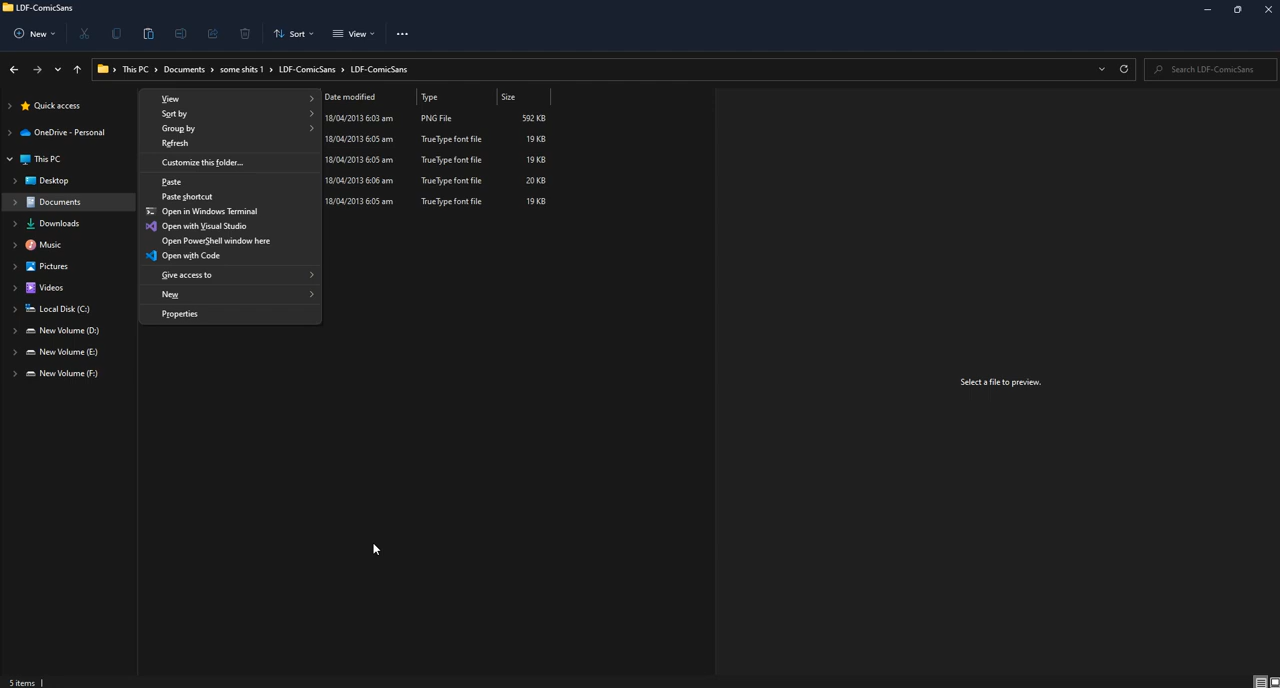 LDF-ComicSans
New
Sort
View
This PC > Documents > some shits 1 > LDF-ComicSans > LDF-ComicSans
Search LDF-ComicSans
Quick access
OneDrive - Personal
This PC
Desktop
Documents
Downloads
Music
Pictures
Videos
Local Disk (C:)
New Volume (D:)
New Volume (E:)
New Volume (F:)
View
Sort by
Group by
Refresh
Customize this folder...
Paste
Paste shortcut
Open in Windows Terminal
Open with Visual Studio
Open PowerShell window here
Open with Code
Give access to
New
Properties
Date modified Type Size
18/04/2013 6:03 am PNG File 592 KB
18/04/2013 6:05 am TrueType font file 19 KB
18/04/2013 6:05 am TrueType font file 19 KB
18/04/2013 6:06 am TrueType font file 20 KB
18/04/2013 6:05 am TrueType font file 19 KB
Select a file to preview.
5 items